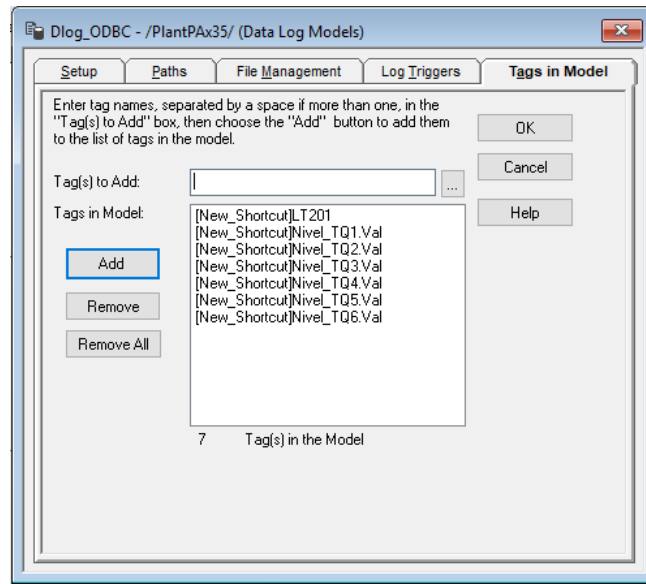 Dlog_ODBC - /PlantPAx35/ (Data Log Models)
Setup Paths File Management Log Triggers Tags in Model
Enter tag names, separated by a space if more than one, in the
"Tag(s) to Add" box, then choose the "Add" button to add them
to the list of tags in the model.
OK
Cancel
Tag(s) to Add:
...
Help
Tags in Model:
[New_Shortcut]LT201
[New_Shortcut]Nivel_TQ1.Val
[New_Shortcut]Nivel_TQ2.Val
[New_Shortcut]Nivel_TQ3.Val
[New_Shortcut]Nivel_TQ4.Val
[New_Shortcut]Nivel_TQ5.Val
[New_Shortcut]Nivel_TQ6.Val
Add
Remove
Remove All
7 Tag(s) in the Model